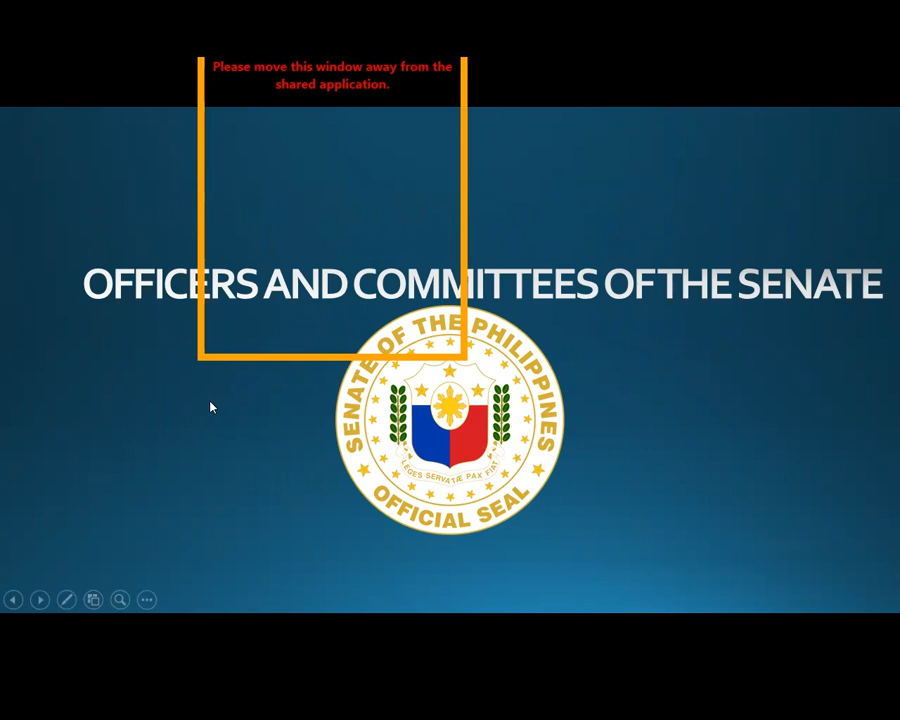 Please move this window away from the
shared application.
OFFICERS AND COMMITTEES OF THE SENATE
SENATE OF THE PHILIPPINES
LEGES SERVATÆ PAX FIAT
OFFICIAL SEAL